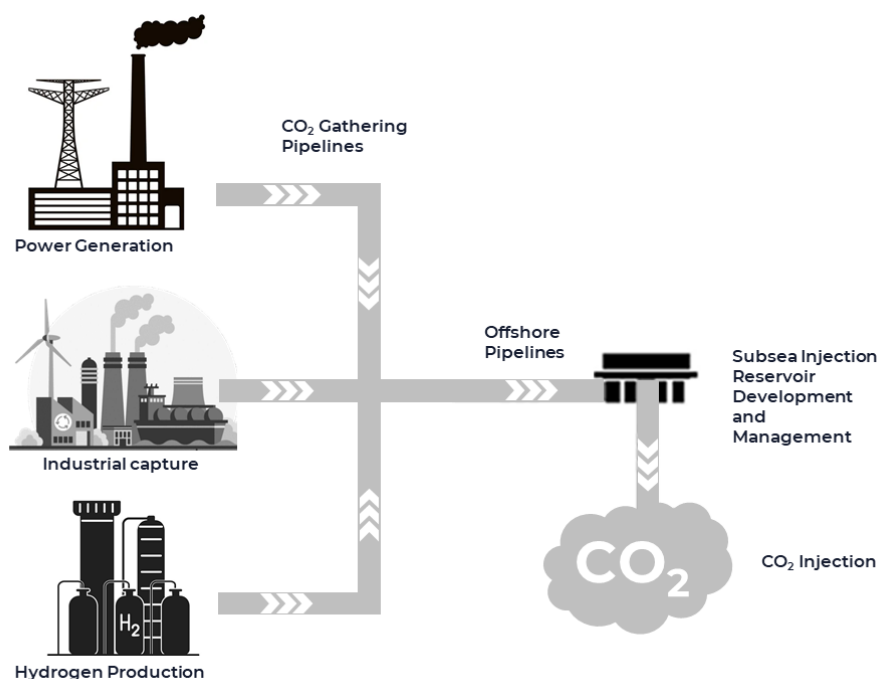 CO₂ Gathering
Pipelines
Power Generation
Offshore
Pipelines
Subsea Injection
Reservoir
Development
and
Management
Industrial capture
CO₂
CO₂ Injection
H₂
Hydrogen Production